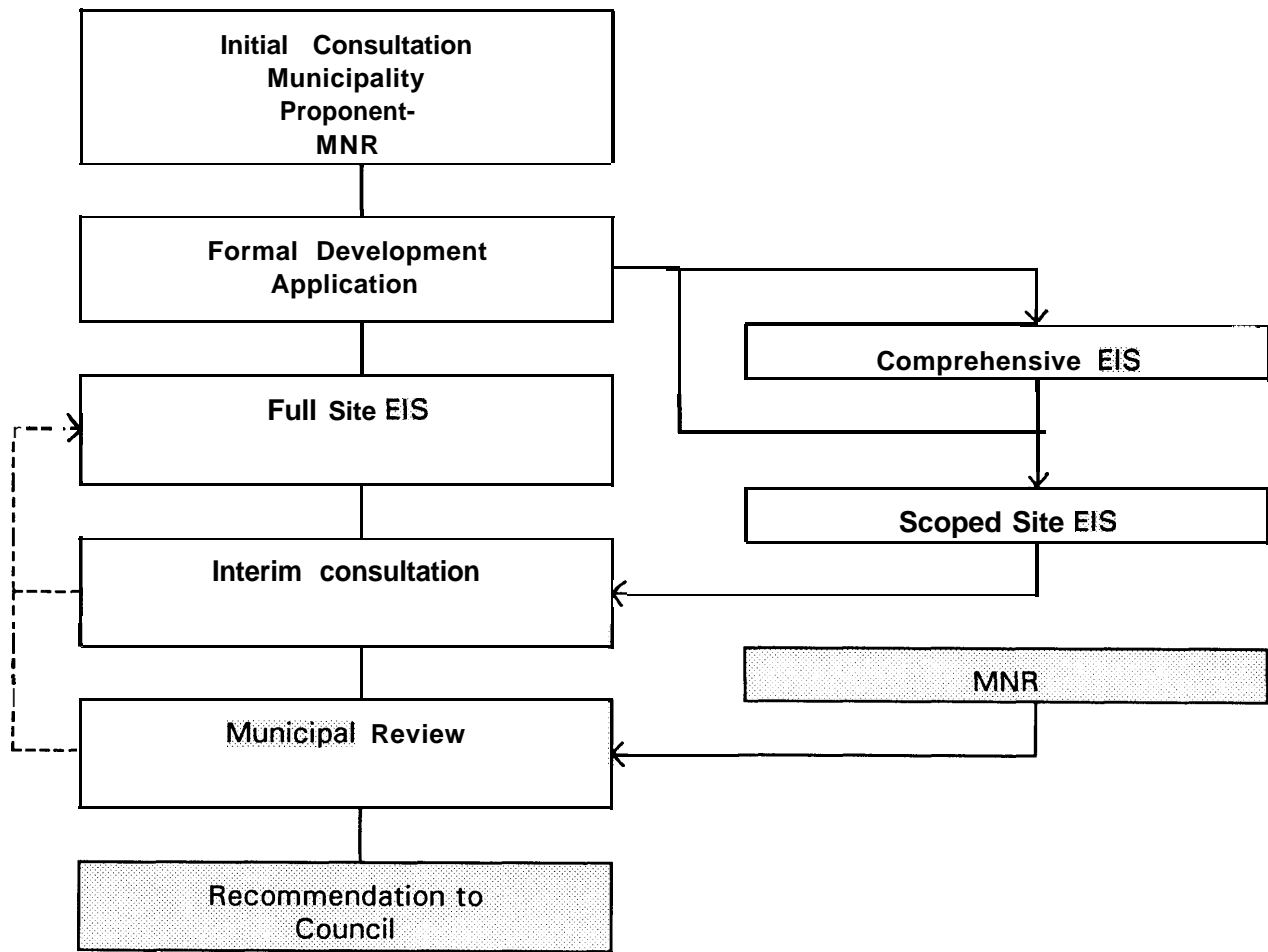 Initial Consultation
Municipality
Proponent-
MNR
Formal Development
Application
Comprehensive EIS
Full Site EIS
Scoped Site EIS
Interim consultation
MNR
Municipal Review
Recommendation to
Council